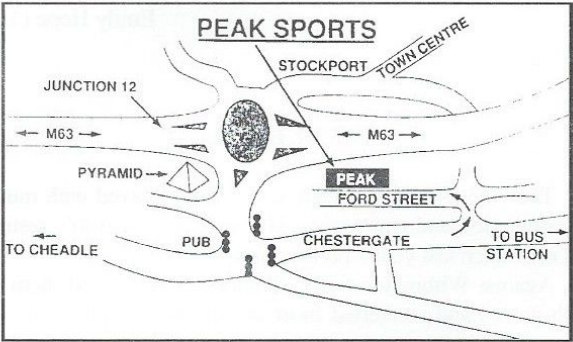 PEAK SPORTS
STOCKPORT
TOWN CENTRE
JUNCTION 12
← M63 →
← M63 →
PYRAMID→
PEAK
FORD STREET
PUB
CHESTERGATE
TO CHEADLE
TO BUS
STATION